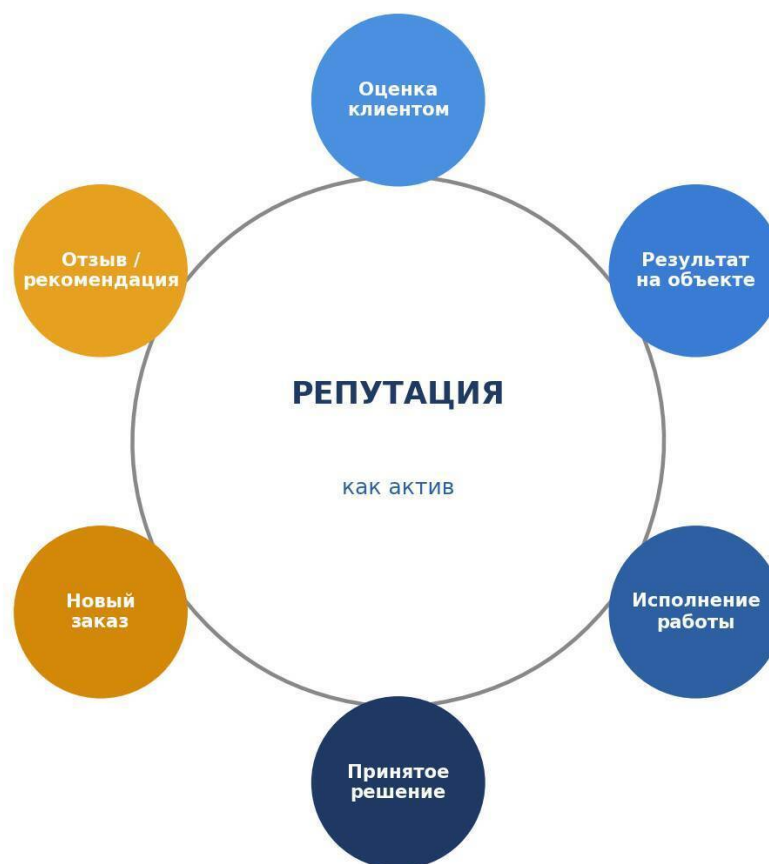 Оценка
клиентом
Отзыв /
рекомендация
Результат
на объекте
РЕПУТАЦИЯ
как актив
Новый
заказ
Исполнение
работы
Принятое
решение